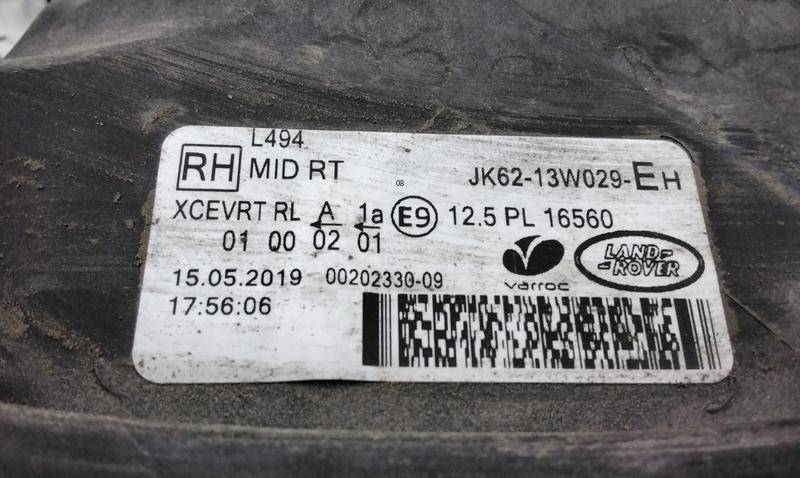 L494
RH MID RT
08
JK62-13W029-EH
XCEVRT RL A 1a E9 12.5 PL 16560
01 00 02 01
varroc
LAND-
-ROVER
15.05.2019 00202330-09
17:56:06